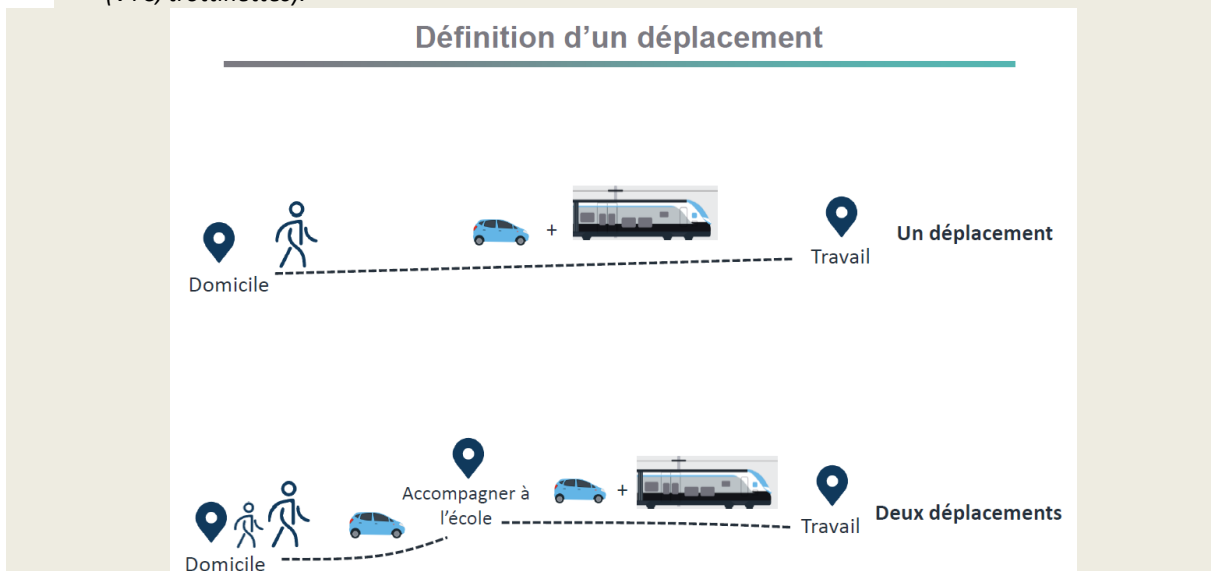 Définition d’un déplacement
+
Un déplacement
Travail
Domicile
Accompagner à
l’école
+
Deux déplacements
Travail
Domicile